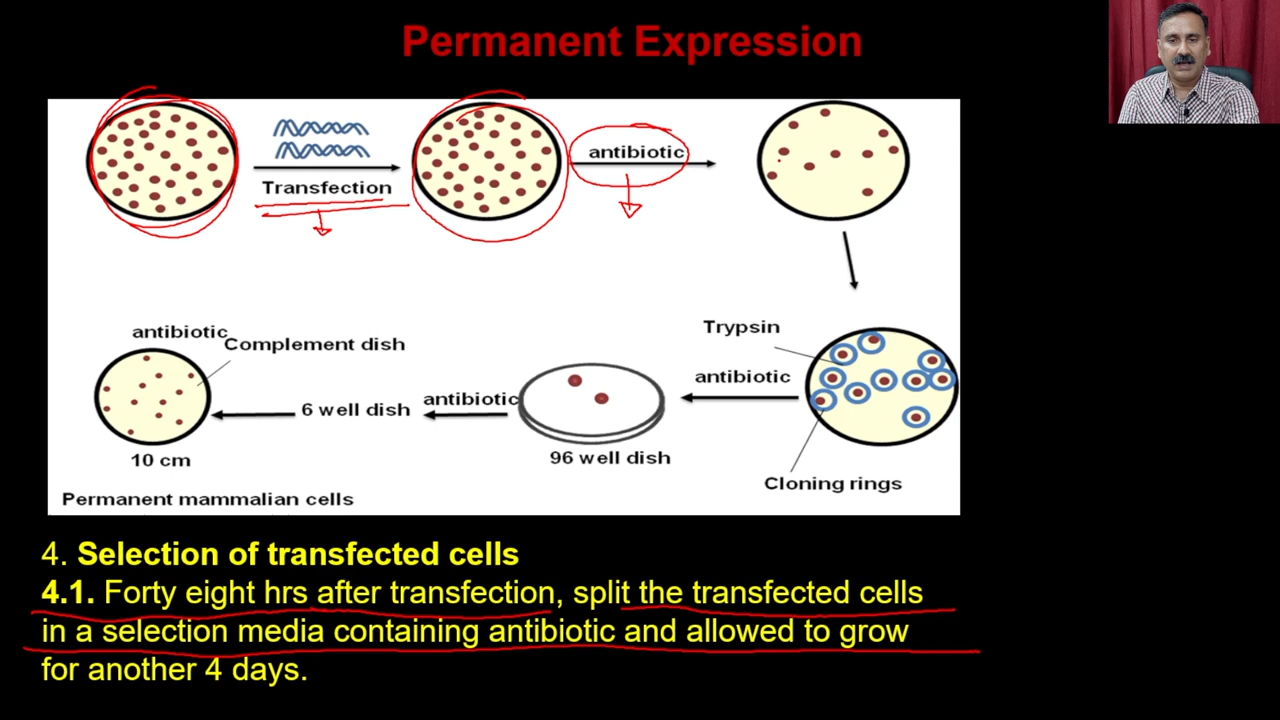 Permanent Expression
Transfection
antibiotic
Trypsin
antibiotic
Cloning rings
96 well dish
antibiotic
6 well dish
antibiotic
Complement dish
10 cm
Permanent mammalian cells
4. Selection of transfected cells
4.1. Forty eight hrs after transfection, split the transfected cells
in a selection media containing antibiotic and allowed to grow
for another 4 days.